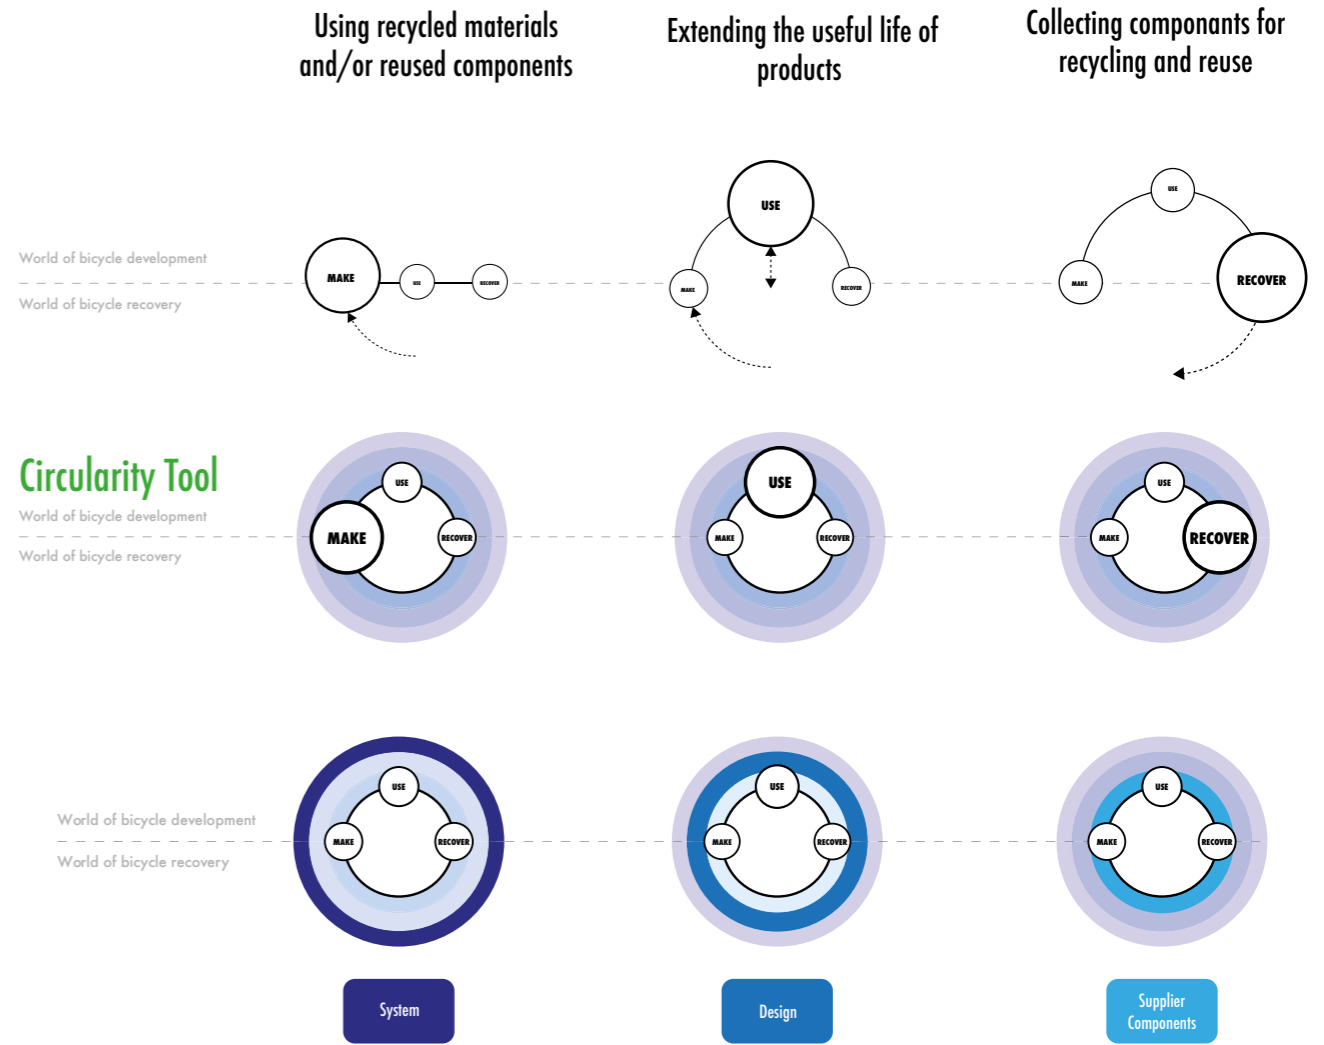 Using recycled materials
and/or reused components
Extending the useful life of
products
Collecting componants for
recycling and reuse
USE
USE
MAKE
USE
RECOVER
MAKE
RECOVER
MAKE
RECOVER
World of bicycle development
World of bicycle recovery
Circularity Tool
World of bicycle development
World of bicycle recovery
USE
MAKE
RECOVER
USE
MAKE
RECOVER
USE
MAKE
RECOVER
World of bicycle development
World of bicycle recovery
USE
MAKE
RECOVER
USE
MAKE
RECOVER
USE
MAKE
RECOVER
System
Design
Supplier
Components